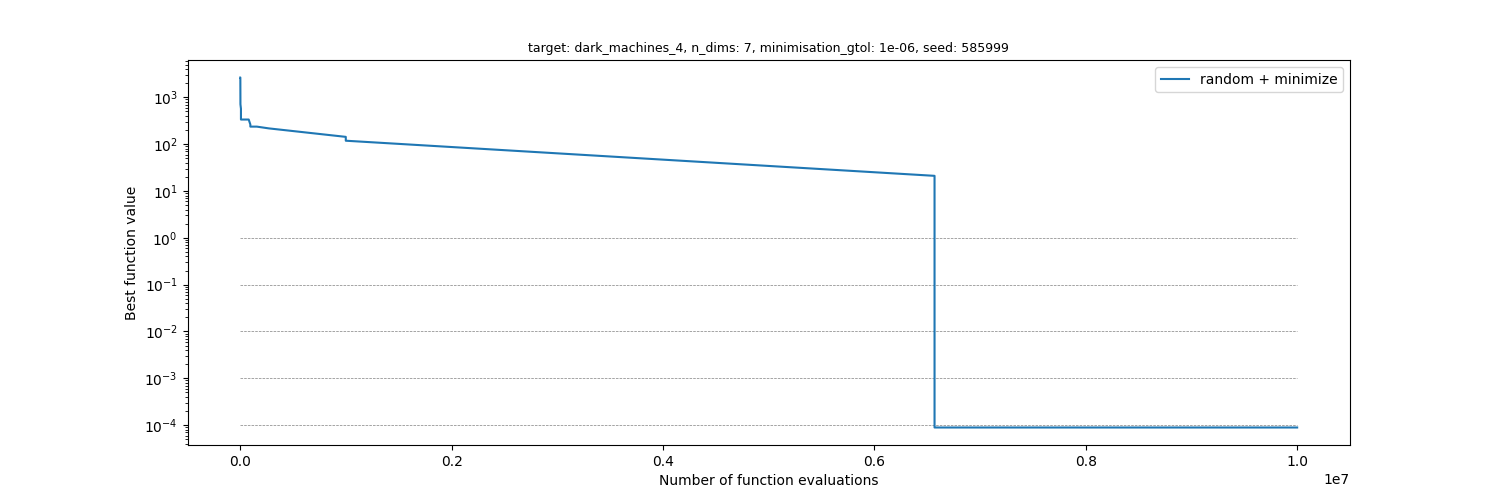 target: dark_machines_4, n_dims: 7, minimisation_gtol: 1e-06, seed: 585999
random + minimize
Best function value
10³
10²
10¹
10⁰
10⁻¹
10⁻²
10⁻³
10⁻⁴
0.0 0.2 0.4 0.6 0.8 1.0
1e7
Number of function evaluations